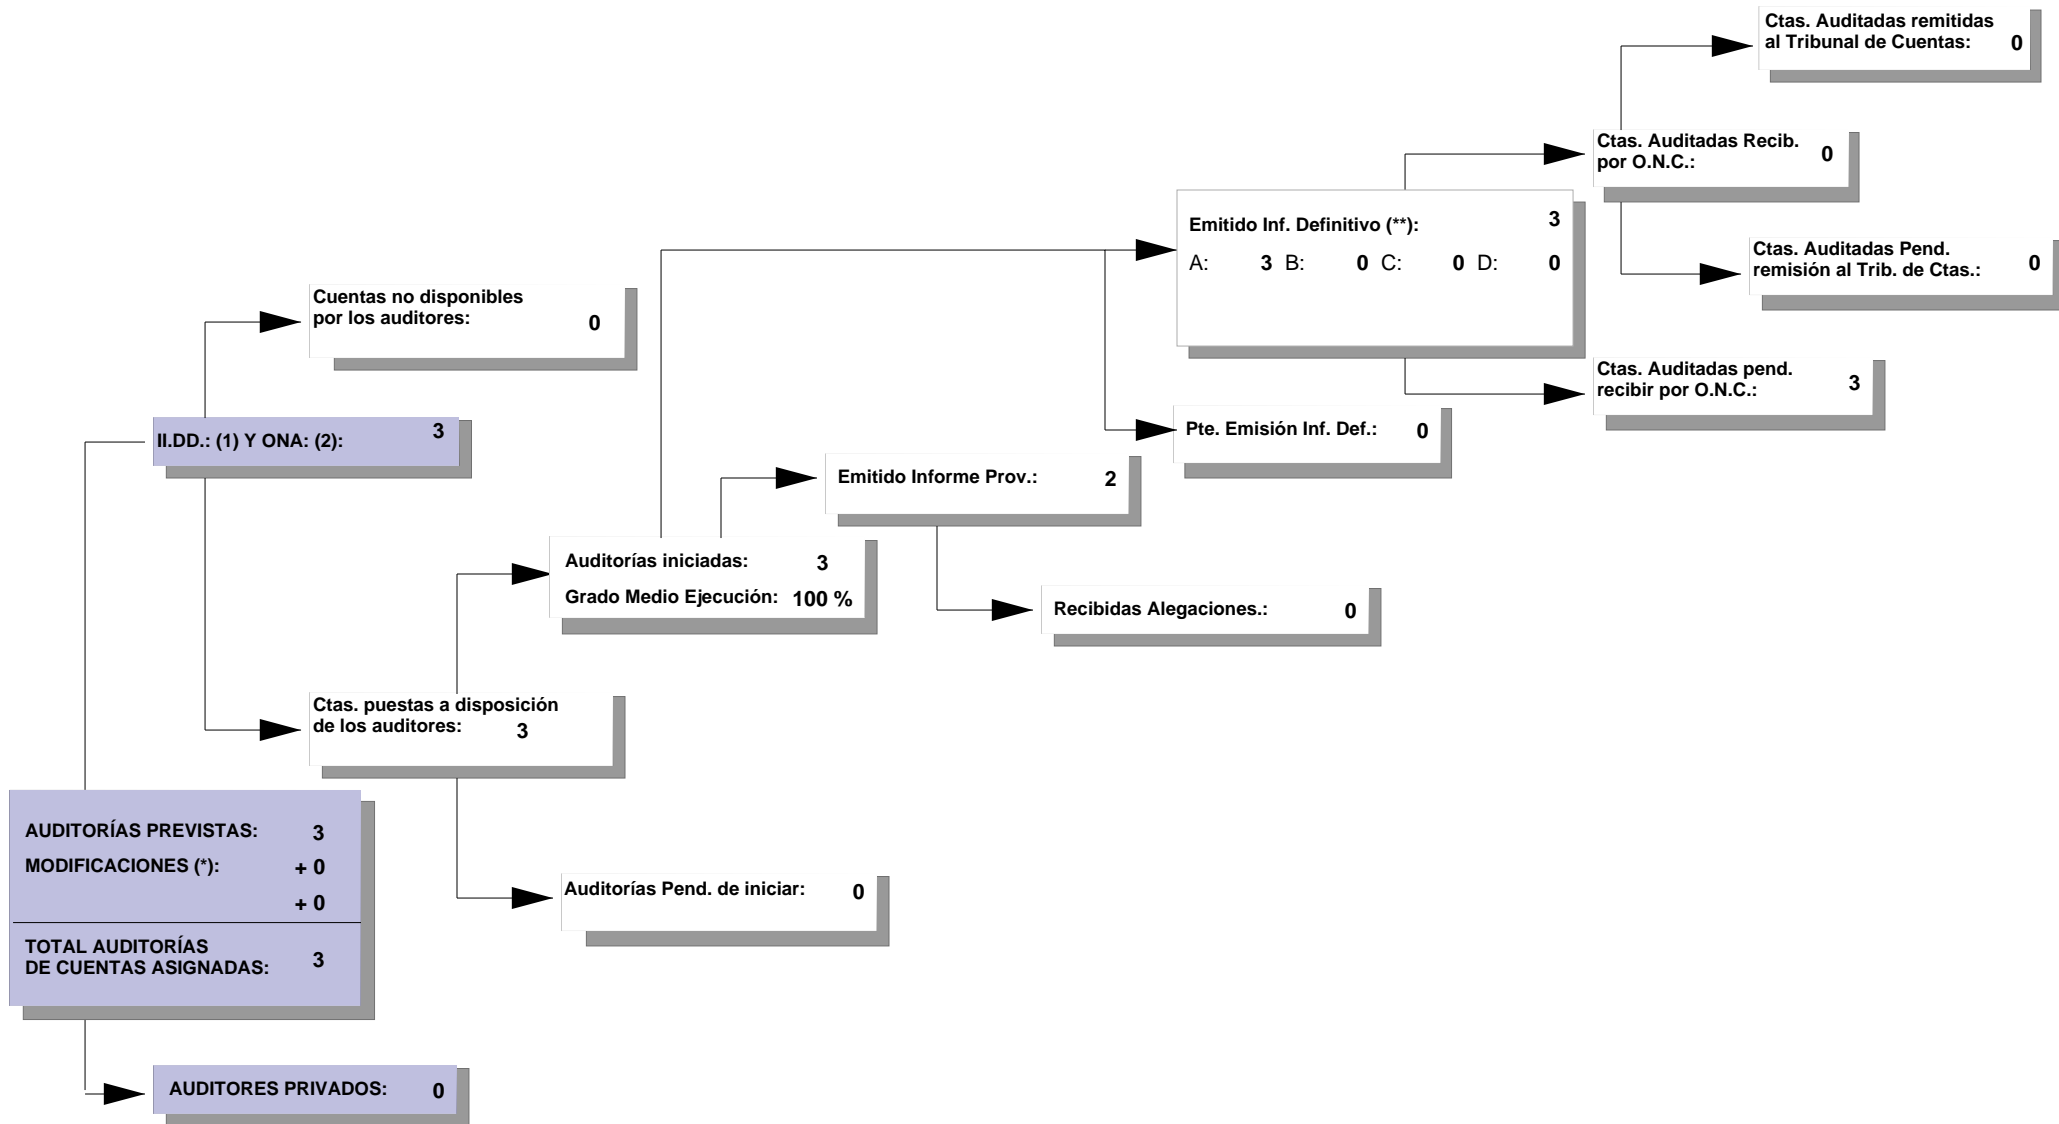 Ctas. Auditadas remitidas
al Tribunal de Cuentas: 0
Ctas. Auditadas Recib.
por O.N.C.: 0
Emitido Inf. Definitivo (**): 3
A: 3 B: 0 C: 0 D: 0
Ctas. Auditadas Pend.
remisión al Trib. de Ctas.: 0
Cuentas no disponibles
por los auditores: 0
Ctas. Auditadas pend.
recibir por O.N.C.: 3
II.DD.: (1) Y ONA: (2): 3
Pte. Emisión Inf. Def.: 0
Emitido Informe Prov.: 2
Auditorías iniciadas: 3
Grado Medio Ejecución: 100 %
Recibidas Alegaciones.: 0
Ctas. puestas a disposición
de los auditores: 3
AUDITORÍAS PREVISTAS: 3
MODIFICACIONES (*): + 0
+ 0
Auditorías Pend. de iniciar: 0
TOTAL AUDITORÍAS
DE CUENTAS ASIGNADAS: 3
AUDITORES PRIVADOS: 0